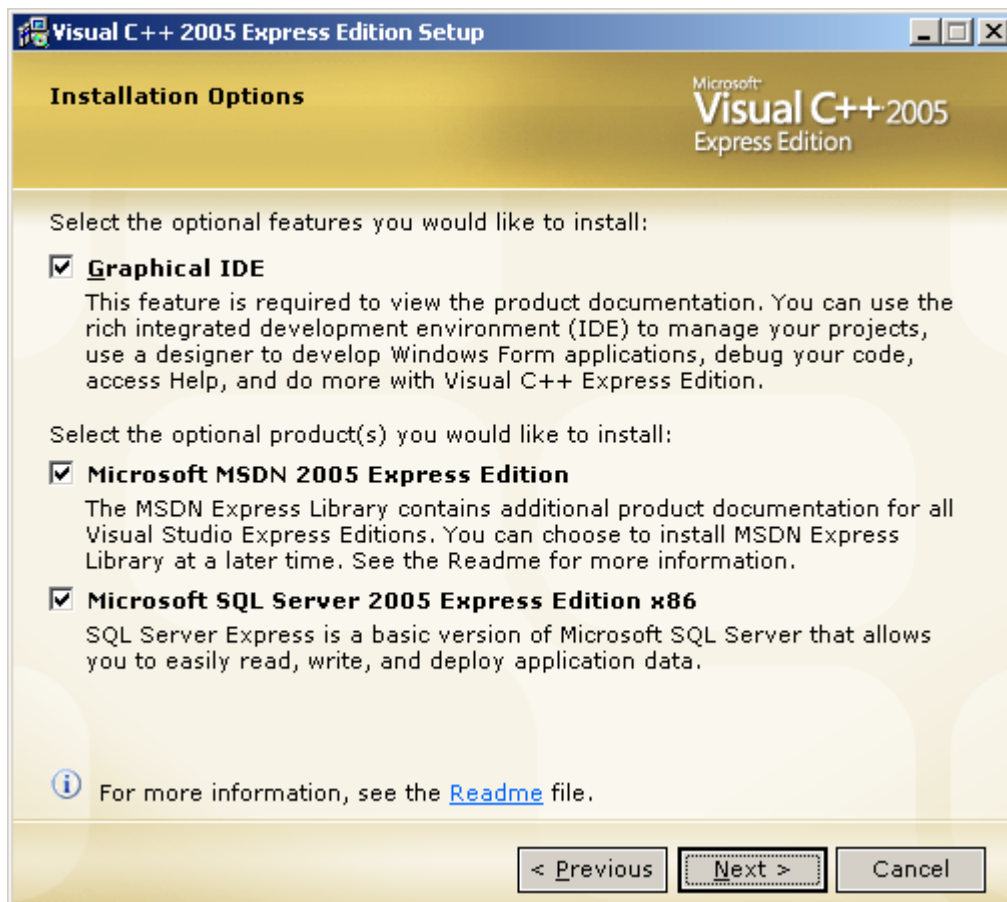 Visual C++ 2005 Express Edition Setup
Installation Options
Microsoft
Visual C++ 2005
Express Edition
Select the optional features you would like to install:
Graphical IDE
This feature is required to view the product documentation. You can use the
rich integrated development environment (IDE) to manage your projects,
use a designer to develop Windows Form applications, debug your code,
access Help, and do more with Visual C++ Express Edition.
Select the optional product(s) you would like to install:
Microsoft MSDN 2005 Express Edition
The MSDN Express Library contains additional product documentation for all
Visual Studio Express Editions. You can choose to install MSDN Express
Library at a later time. See the Readme for more information.
Microsoft SQL Server 2005 Express Edition x86
SQL Server Express is a basic version of Microsoft SQL Server that allows
you to easily read, write, and deploy application data.
For more information, see the Readme file.
< Previous Next > Cancel